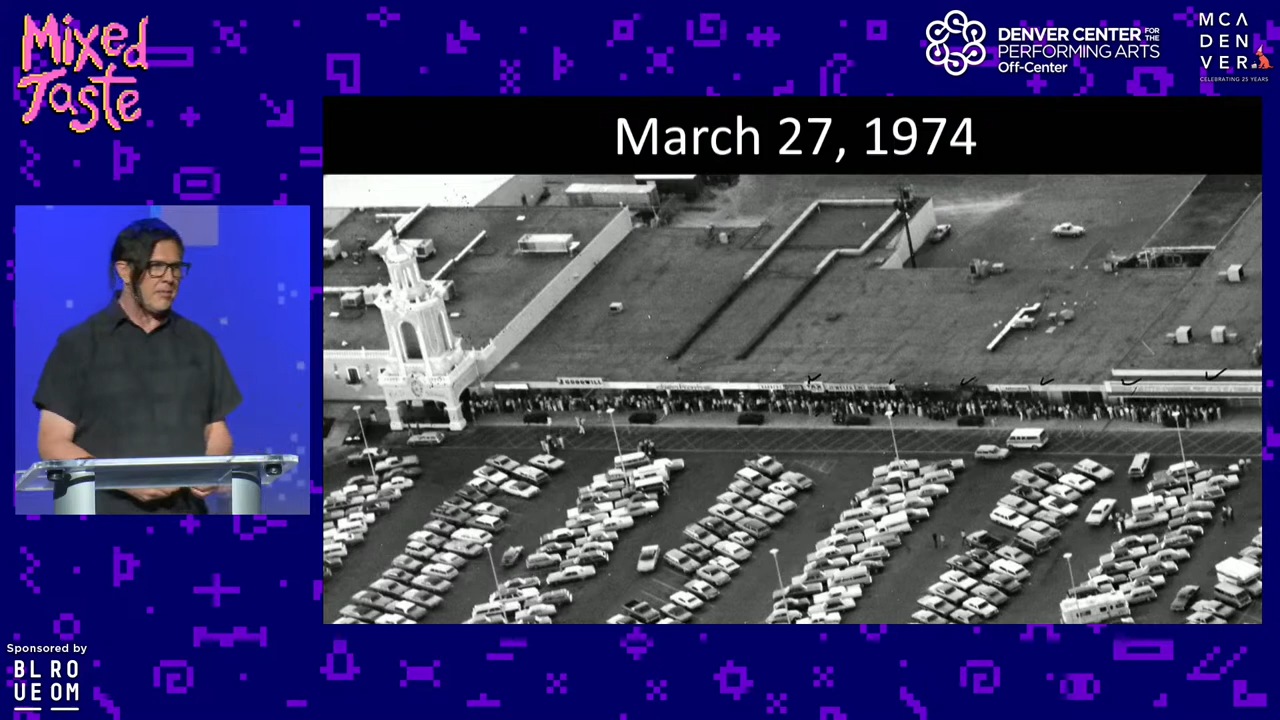 Mixed
Taste
DENVER CENTER FOR THE
PERFORMING ARTS
Off-Center
MCA
DEN
VER
CELEBRATING 25 YEARS
March 27, 1974
GOODWILL
Sponsored by
BL RO
UE OM